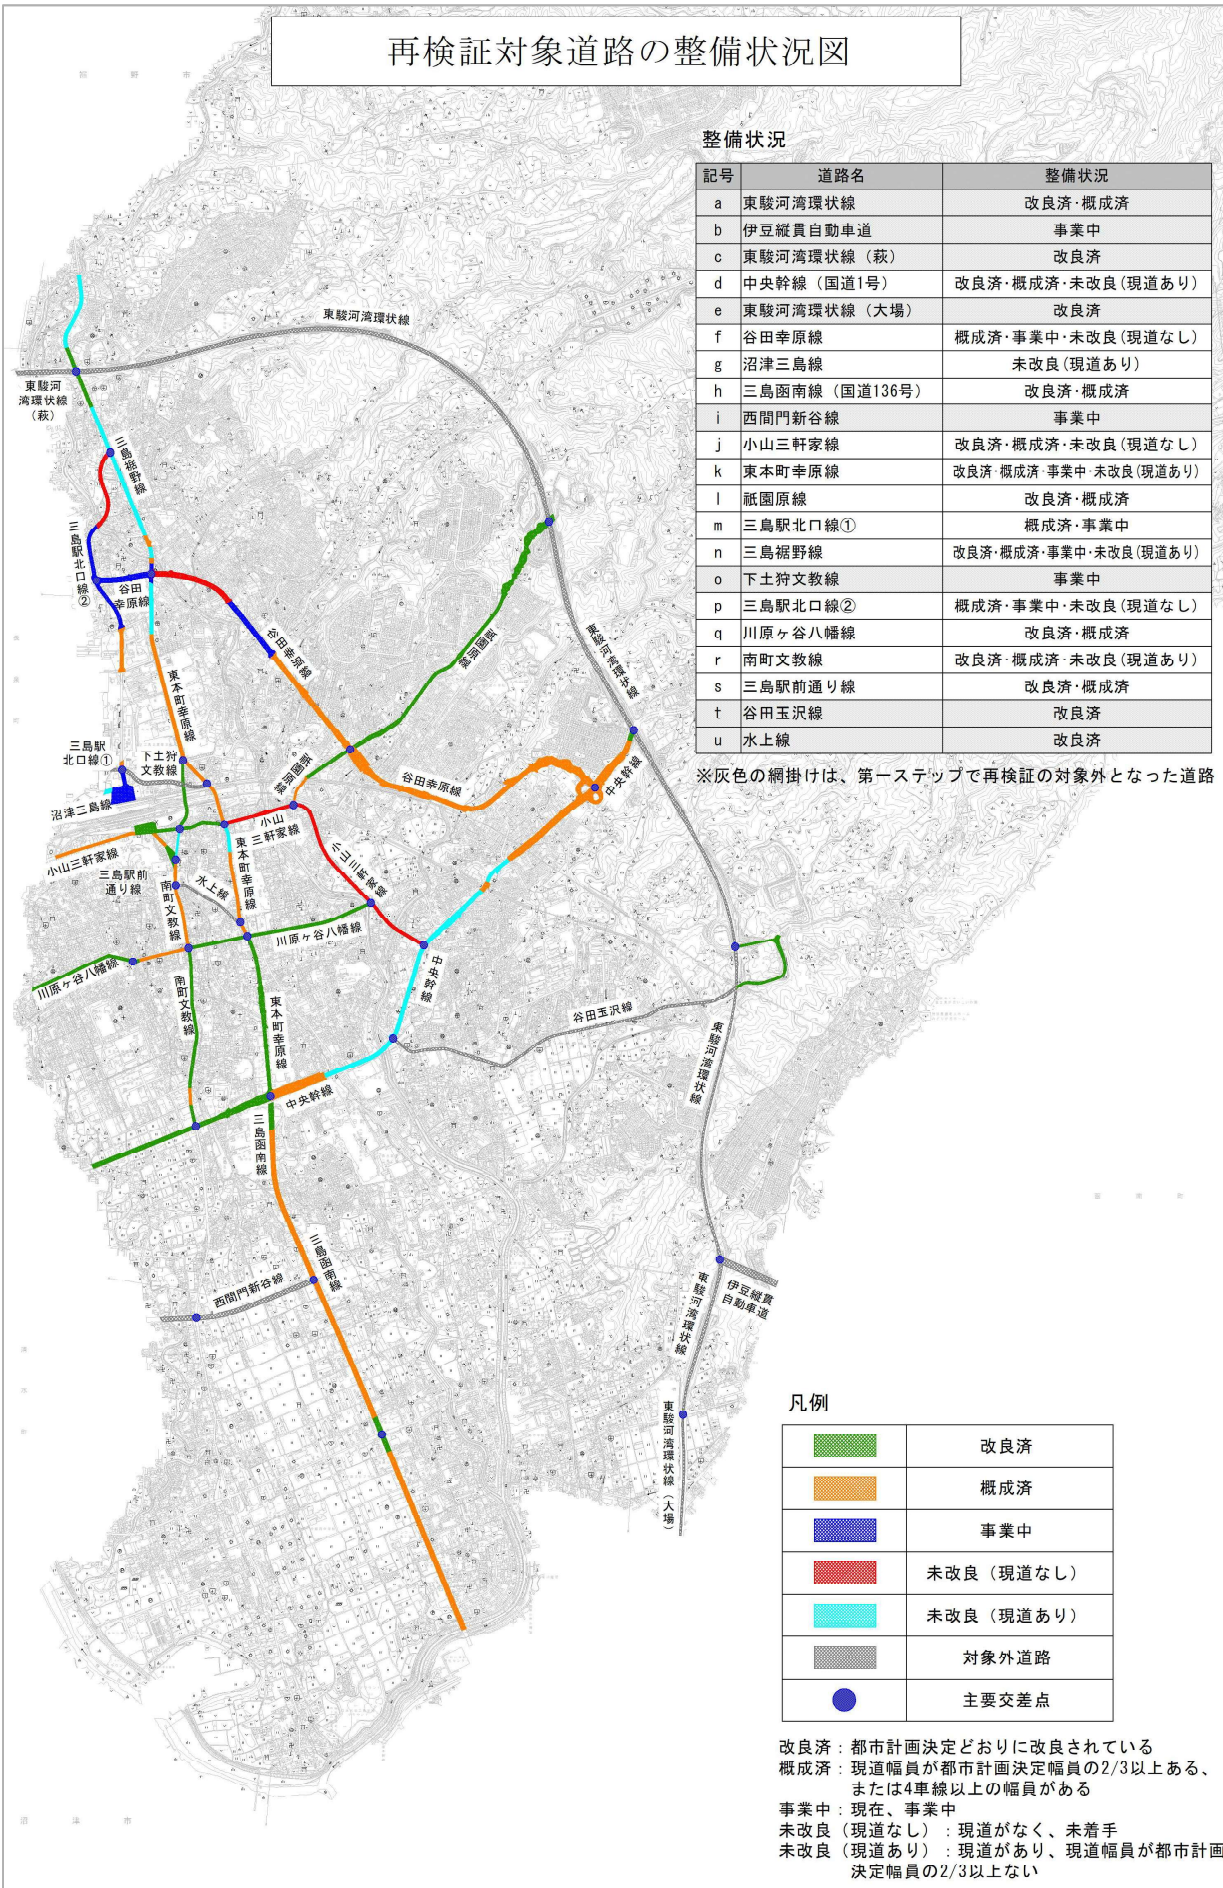 再検証対象道路の整備状況図
整備状況
記号 道路名 整備状況
a 東駿河湾環状線 改良済・概成済
b 伊豆縦貫自動車道 事業中
c 東駿河湾環状線（萩） 改良済
d 中央幹線（国道1号） 改良済・概成済・未改良(現道あり)
e 東駿河湾環状線（大場） 改良済
f 谷田幸原線 概成済・事業中・未改良(現道なし)
g 沼津三島線 未改良(現道あり)
h 三島函南線（国道136号） 改良済・概成済
i 西間門新谷線 事業中
j 小山三軒家線 改良済・概成済・未改良(現道なし)
k 東本町幸原線 改良済・概成済・事業中・未改良(現道あり)
l 祇園原線 改良済・概成済
m 三島駅北口線① 概成済・事業中
n 三島裾野線 改良済・概成済・事業中・未改良(現道あり)
o 下土狩文教線 事業中
p 三島駅北口線② 概成済・事業中・未改良(現道なし)
q 川原ヶ谷八幡線 改良済・概成済
r 南町文教線 改良済・概成済・未改良(現道あり)
s 三島駅前通り線 改良済・概成済
t 谷田玉沢線 改良済
u 水上線 改良済
※灰色の網掛けは、第一ステップで再検証の対象外となった道路
東駿河湾環状線
東駿河
湾環状線
（萩）
三島裾野線
三島駅北口線②
谷田
幸原線
谷田幸原線
祇園原線
東駿河湾環状線
東本町幸原線
三島駅
北口線①
下土狩
文教線
祇園原線
谷田幸原線
中央幹線
沼津三島線
小山
三軒家線
小山三軒家線
小山三軒家線
三島駅前
通り線
水上線
東本町幸原線
南町文教線
川原ヶ谷八幡線
川原ヶ谷八幡線
中央幹線
南町文教線
東本町幸原線
谷田玉沢線
東駿河湾環状線
中央幹線
三島函南線
三島函南線
西間門新谷線
伊豆縦貫
自動車道
東駿河湾環状線
東駿河湾環状線（大場）
凡例
改良済
概成済
事業中
未改良（現道なし）
未改良（現道あり）
対象外道路
主要交差点
改良済：都市計画決定どおりに改良されている
概成済：現道幅員が都市計画決定幅員の2/3以上ある、
または4車線以上の幅員がある
事業中：現在、事業中
未改良（現道なし）：現道がなく、未着手
未改良（現道あり）：現道があり、現道幅員が都市計画
決定幅員の2/3以上ない